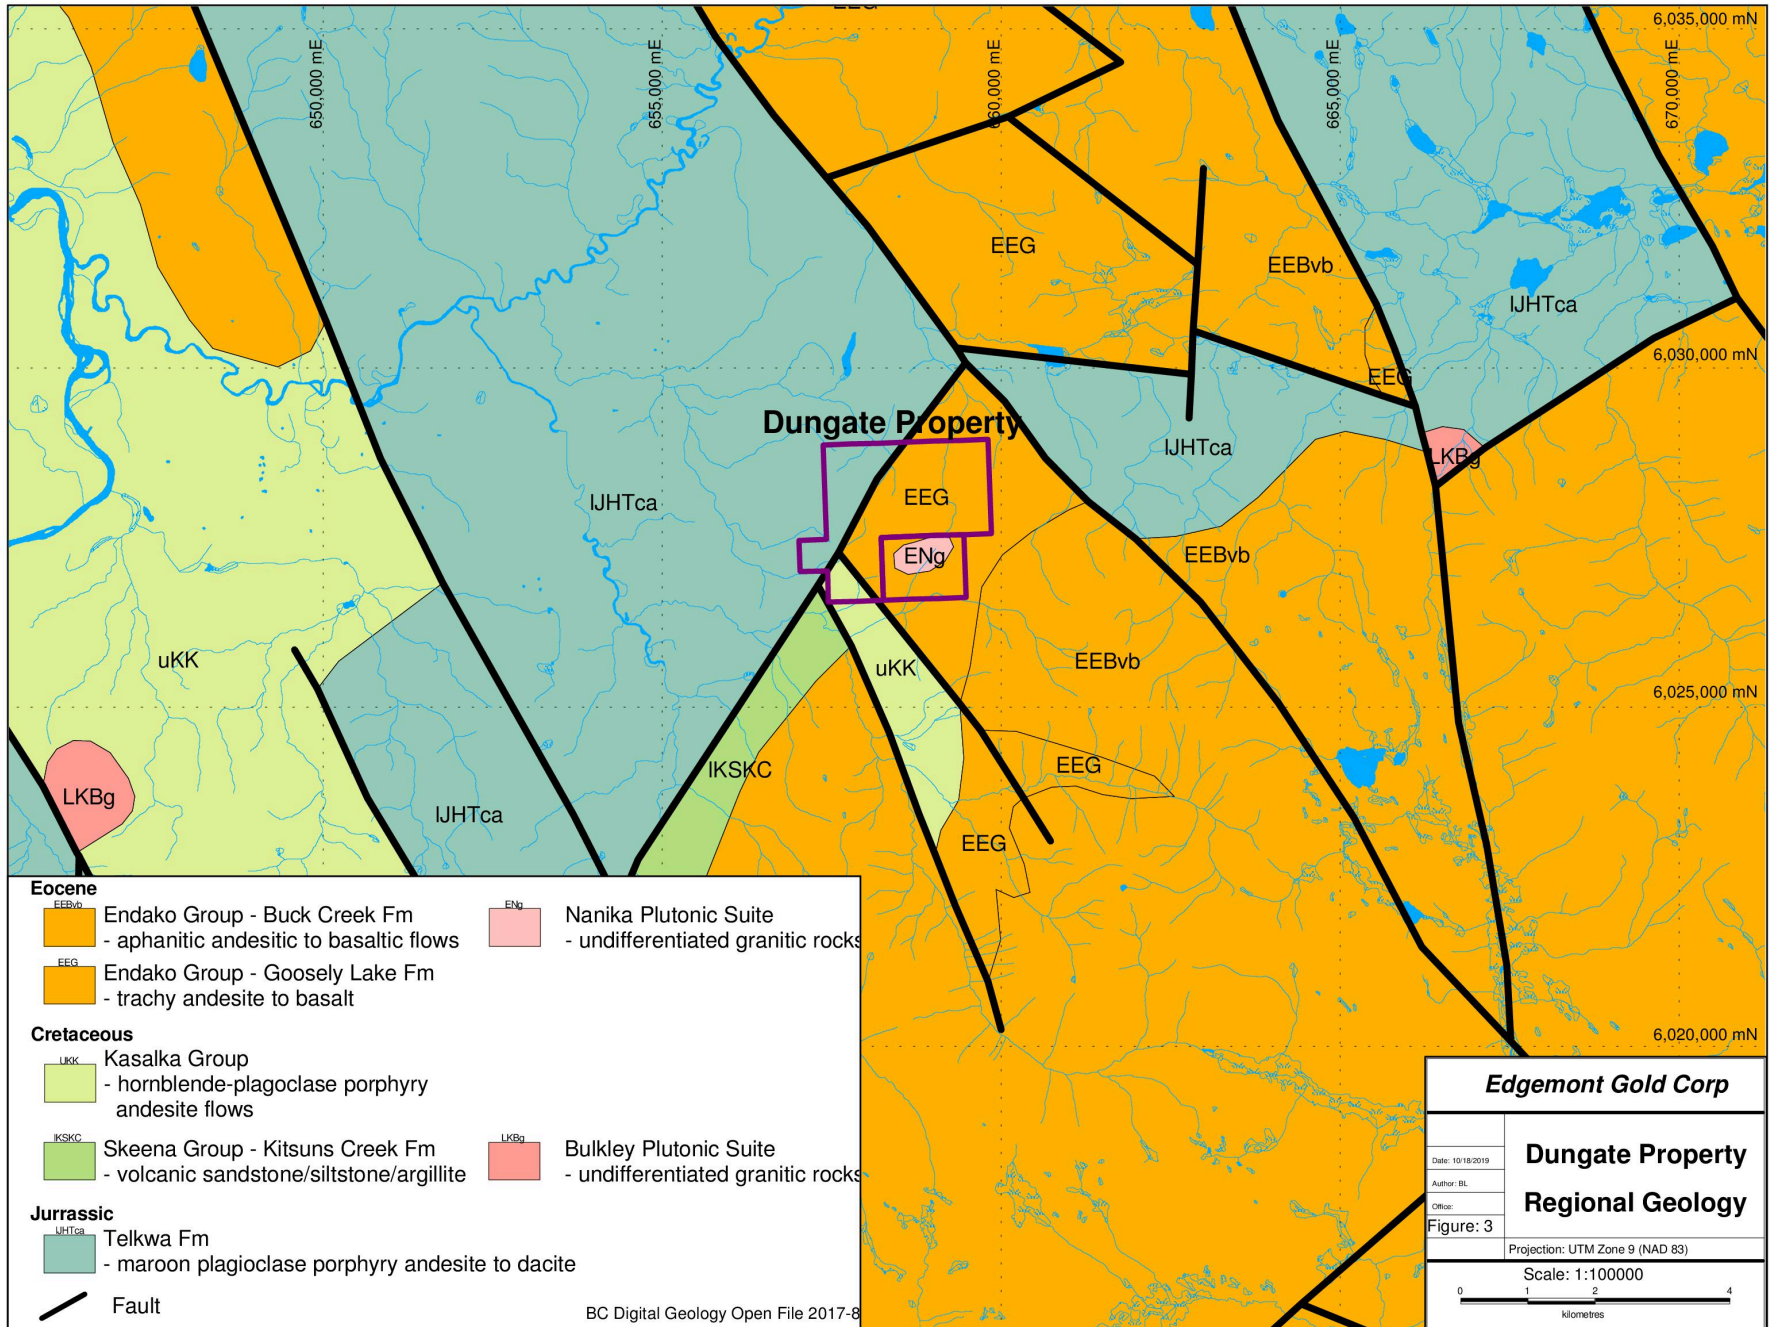 EEG
6,035,000 mN
650,000 mE
655,000 mE
660,000 mE
665,000 mE
670,000 mE
EEG
EEBvb
lJHTca
6,030,000 mN
EEG
Dungate Property
lJHTca
LKBg
lJHTca
EEG
ENg
EEBvb
uKK
uKK
EEBvb
6,025,000 mN
lKSKC
EEG
LKBg
lJHTca
EEG
6,020,000 mN
Eocene
EEBvb
Endako Group - Buck Creek Fm
- aphanitic andesitic to basaltic flows
ENg
Nanika Plutonic Suite
- undifferentiated granitic rocks
EEG
Endako Group - Goosely Lake Fm
- trachy andesite to basalt
Cretaceous
UKK
Kasalka Group
- hornblende-plagoclase porphyry
andesite flows
lKSKC
Skeena Group - Kitsuns Creek Fm
- volcanic sandstone/siltstone/argillite
LKBg
Bulkley Plutonic Suite
- undifferentiated granitic rocks
Jurrassic
lJHTca
Telkwa Fm
- maroon plagioclase porphyry andesite to dacite
Fault
BC Digital Geology Open File 2017-8
Edgemont Gold Corp
Date: 10/18/2019
Author: BL
Office:
Figure: 3
Dungate Property
Regional Geology
Projection: UTM Zone 9 (NAD 83)
Scale: 1:100000
0 1 2 4
kilometres